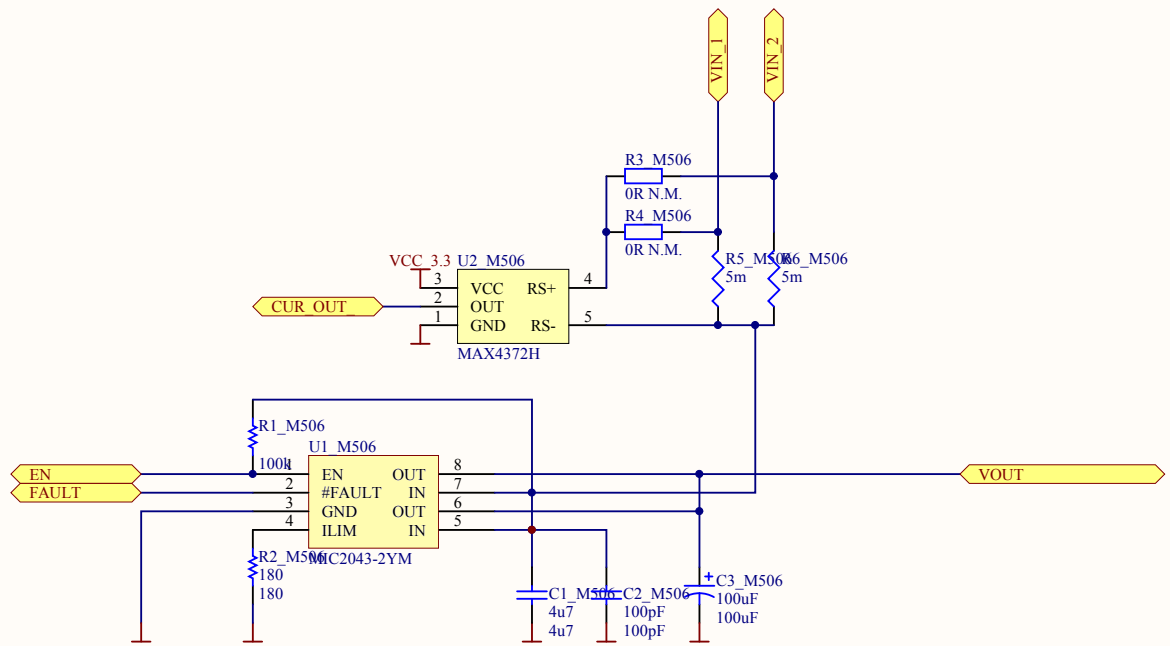 VIN_1
VIN_2
R3_M506
0R N.M.
R4_M506
0R N.M.
VCC_3.3
U2_M506
R5_M506
R6_M506
5m
5m
3
VCC
RS+
4
CUR_OUT_
2
OUT
1
GND
RS-
5
MAX4372H
R1_M506
100k
U1_M506
EN
1
EN
OUT
8
VOUT
FAULT
2
#FAULT
IN
7
3
GND
OUT
6
4
ILIM
IN
5
R2_M506
MIC2043-2YM
180
180
C1_M506
4u7
4u7
C2_M506
100pF
100pF
+
C3_M506
100uF
100uF